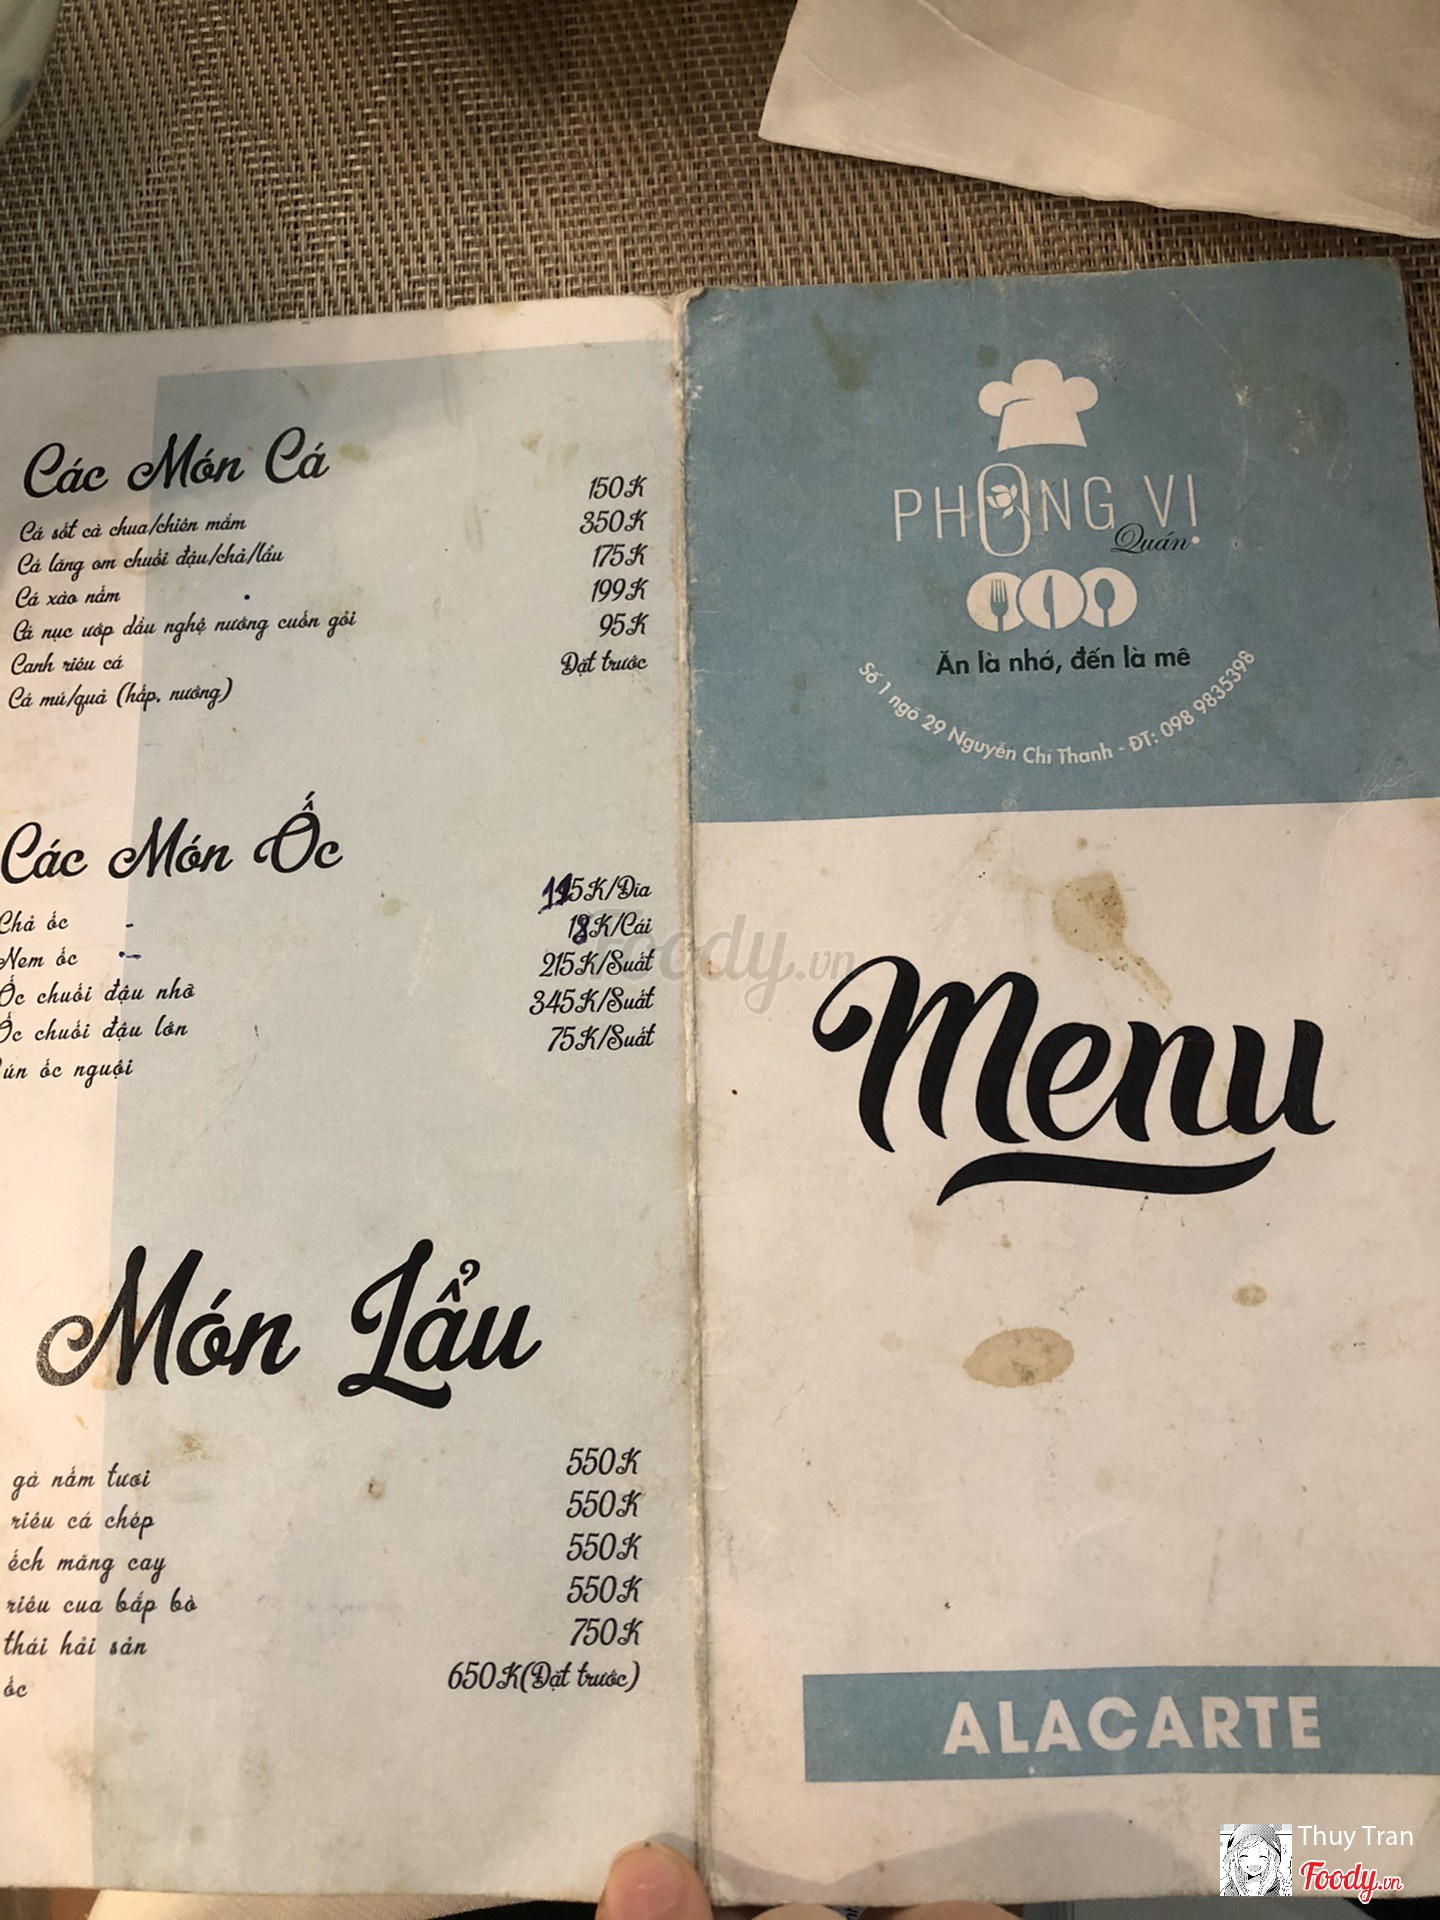 Các Món Cá
Cá sốt cà chua/chiên mắm 150K
Cá lăng om chuối đậu/chả/lẩu 350K
Cá xào nấm 175K
Cá nục ướp dầu nghệ nướng cuốn gỏi 199K
Canh riêu cá 95K
Cá mú/quả (hấp, nướng) Đặt trước
Các Món Ốc
Chả ốc 115K/Đĩa
Nem ốc 18K/Cái
Ốc chuối đậu nhỡ 215K/Suất
Ốc chuối đậu lớn 345K/Suất
ún ốc nguội 75K/Suất
Món Lẩu
gà nấm tươi 550K
riêu cá chép 550K
ếch măng cay 550K
riêu cua bắp bò 550K
thái hải sản 750K
ốc 650K(Đặt trước)
PHONG VỊ
Quán
Ăn là nhớ, đến là mê
Số 1 ngõ 29 Nguyễn Chí Thanh - ĐT: 098 9835398
Menu
ALACARTE
Foody.vn
Thuy Tran
Foody.vn